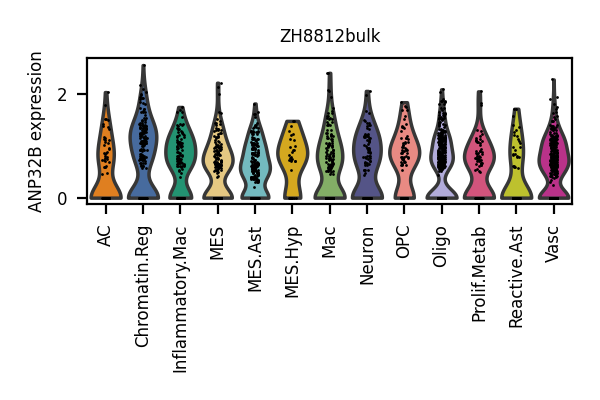 ZH8812bulk
ANP32B expression
2
0
AC
Chromatin.Reg
Inflammatory.Mac
MES
MES.Ast
MES.Hyp
Mac
Neuron
OPC
Oligo
Prolif.Metab
Reactive.Ast
Vasc